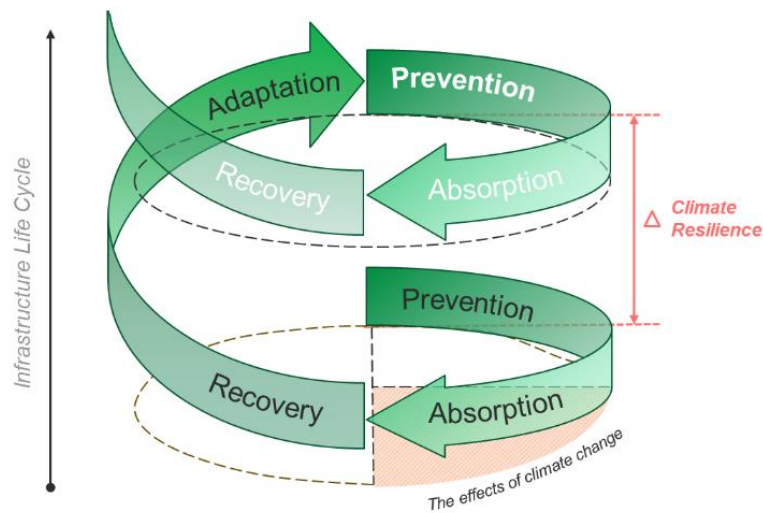 Adaptation
Prevention
Recovery
Absorption
△ Climate
Resilience
Infrastructure Life Cycle
Prevention
Recovery
Absorption
The effects of climate change